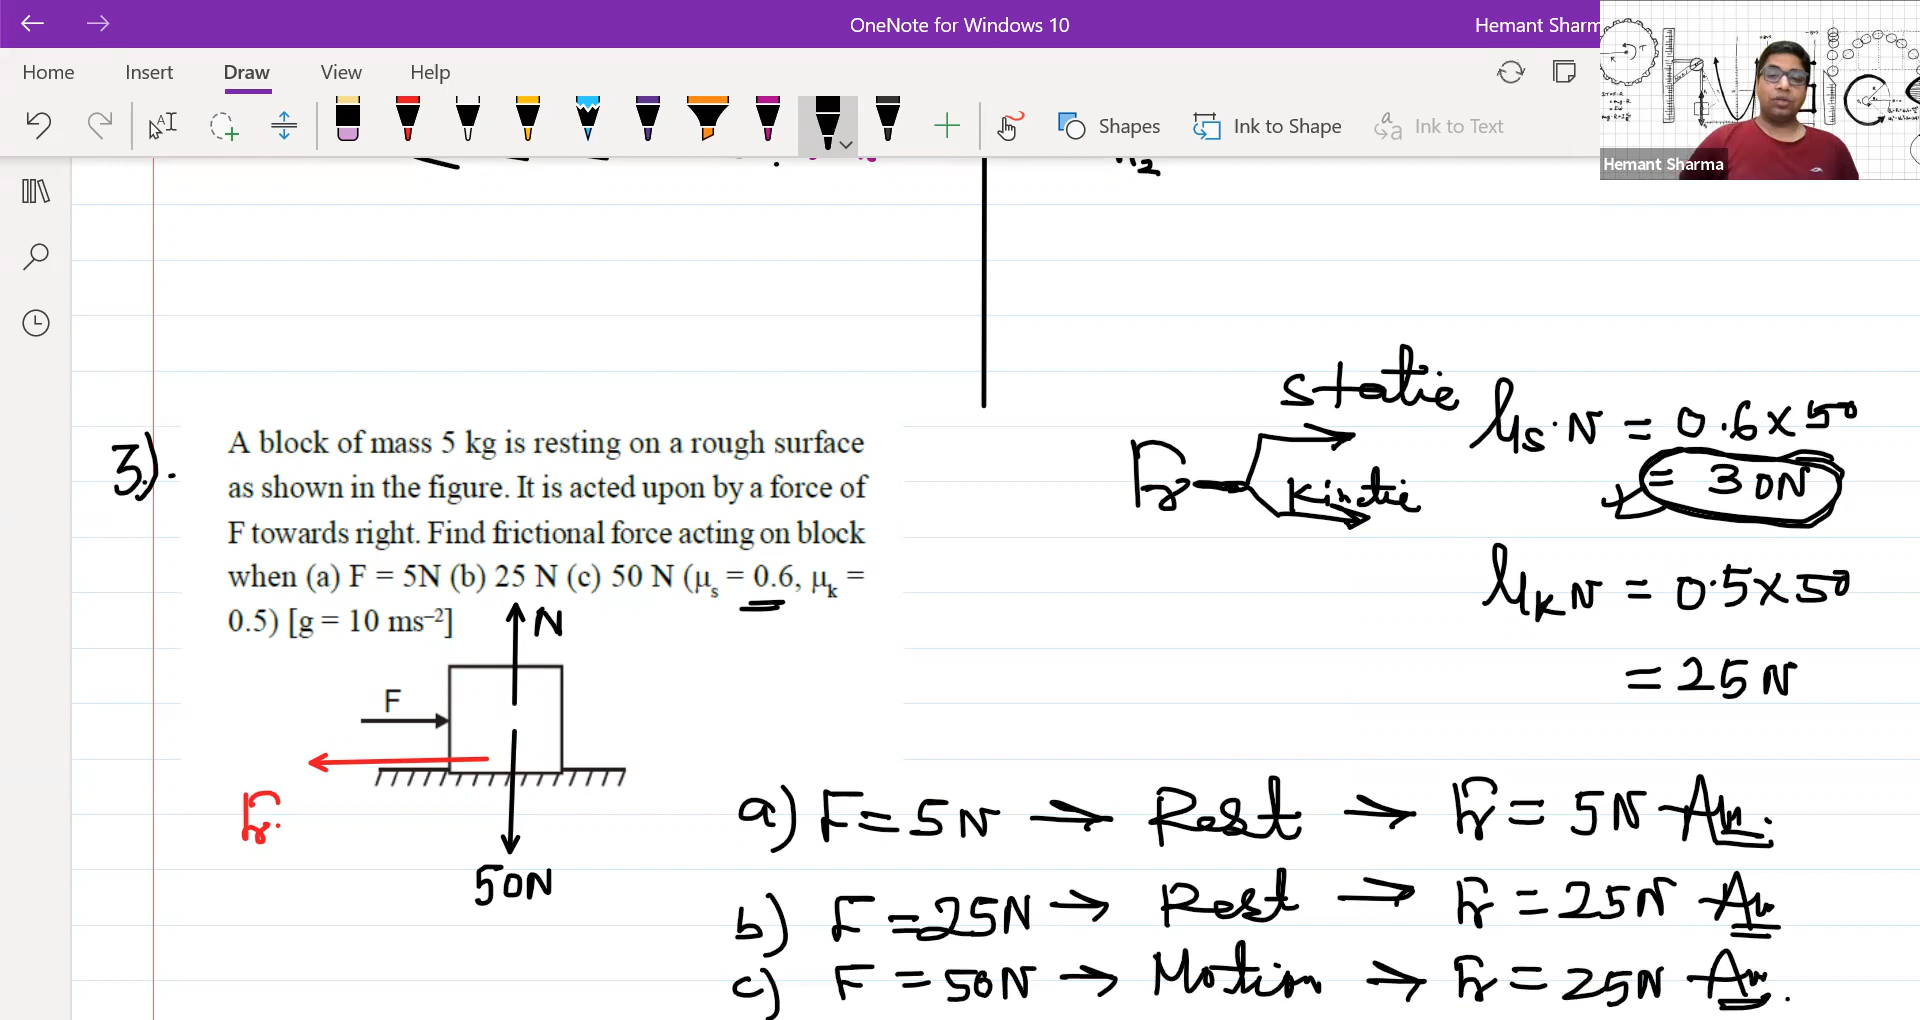 OneNote for Windows 10
Hemant Sharm
Home Insert Draw View Help
Shapes Ink to Shape Ink to Text
Hemant Sharma
3).
A block of mass 5 kg is resting on a rough surface
as shown in the figure. It is acted upon by a force of
F towards right. Find frictional force acting on block
when (a) F = 5N (b) 25 N (c) 50 N (μs = 0.6, μk =
0.5) [g = 10 ms⁻²]
N
F
Fr
50N
Fr
static μs·N = 0.6×50
= 30N
Kinetic
μkN = 0.5×50
= 25N
a) F = 5N → Rest → Fr = 5N Ans.
b) F = 25N → Rest → Fr = 25N Ans
c) F = 50N → Motion → Fr = 25N Ans.